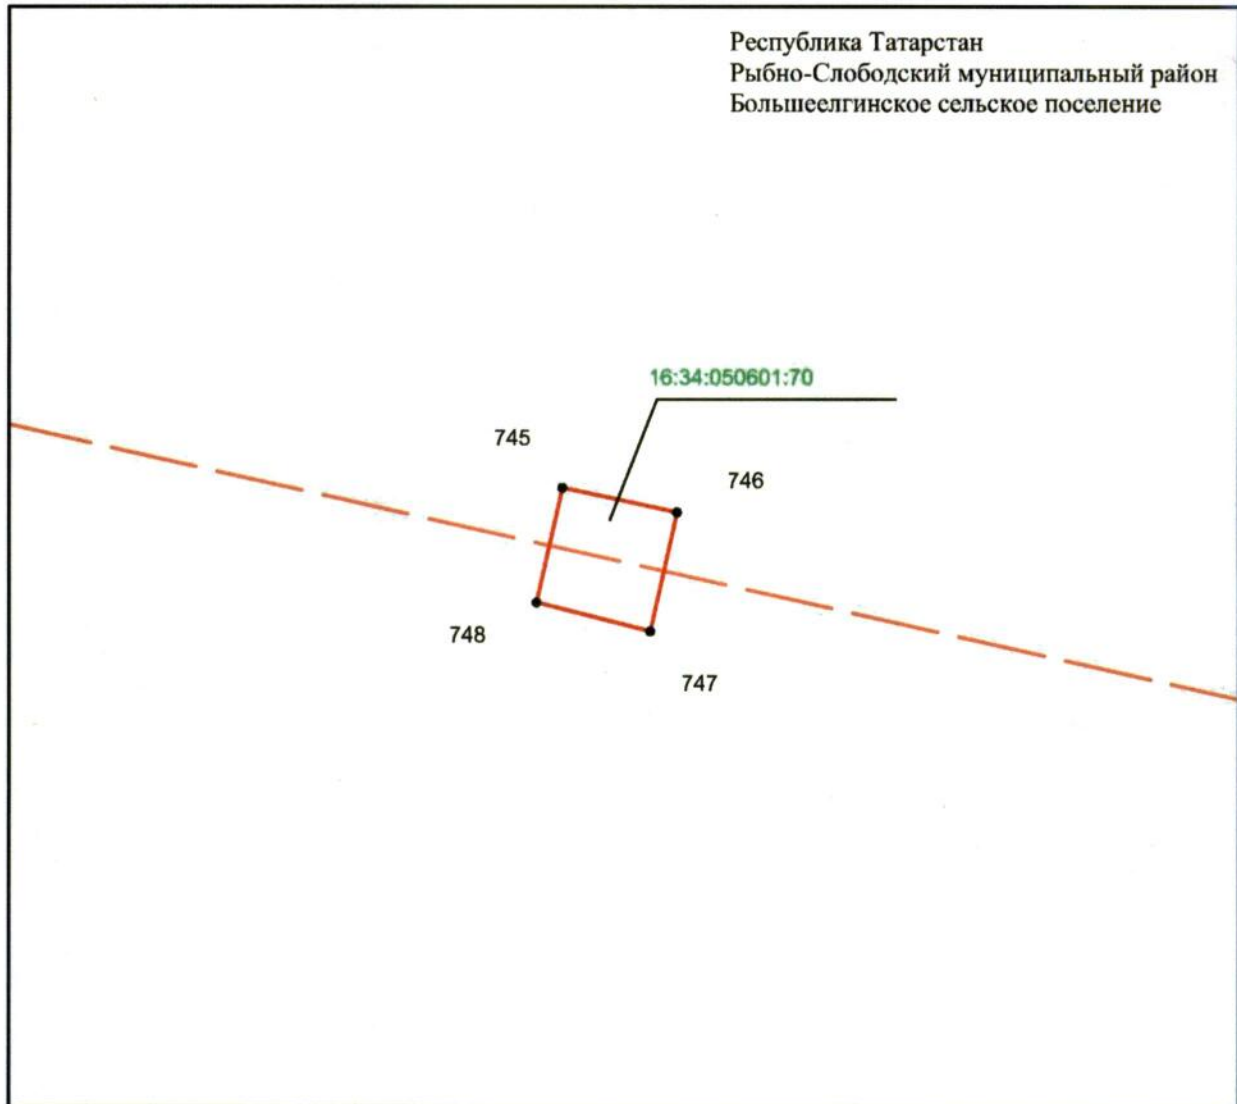 Республика Татарстан
Рыбно-Слободский муниципальный район
Большеелгинское сельское поселение
16:34:050601:70
745
746
748
747